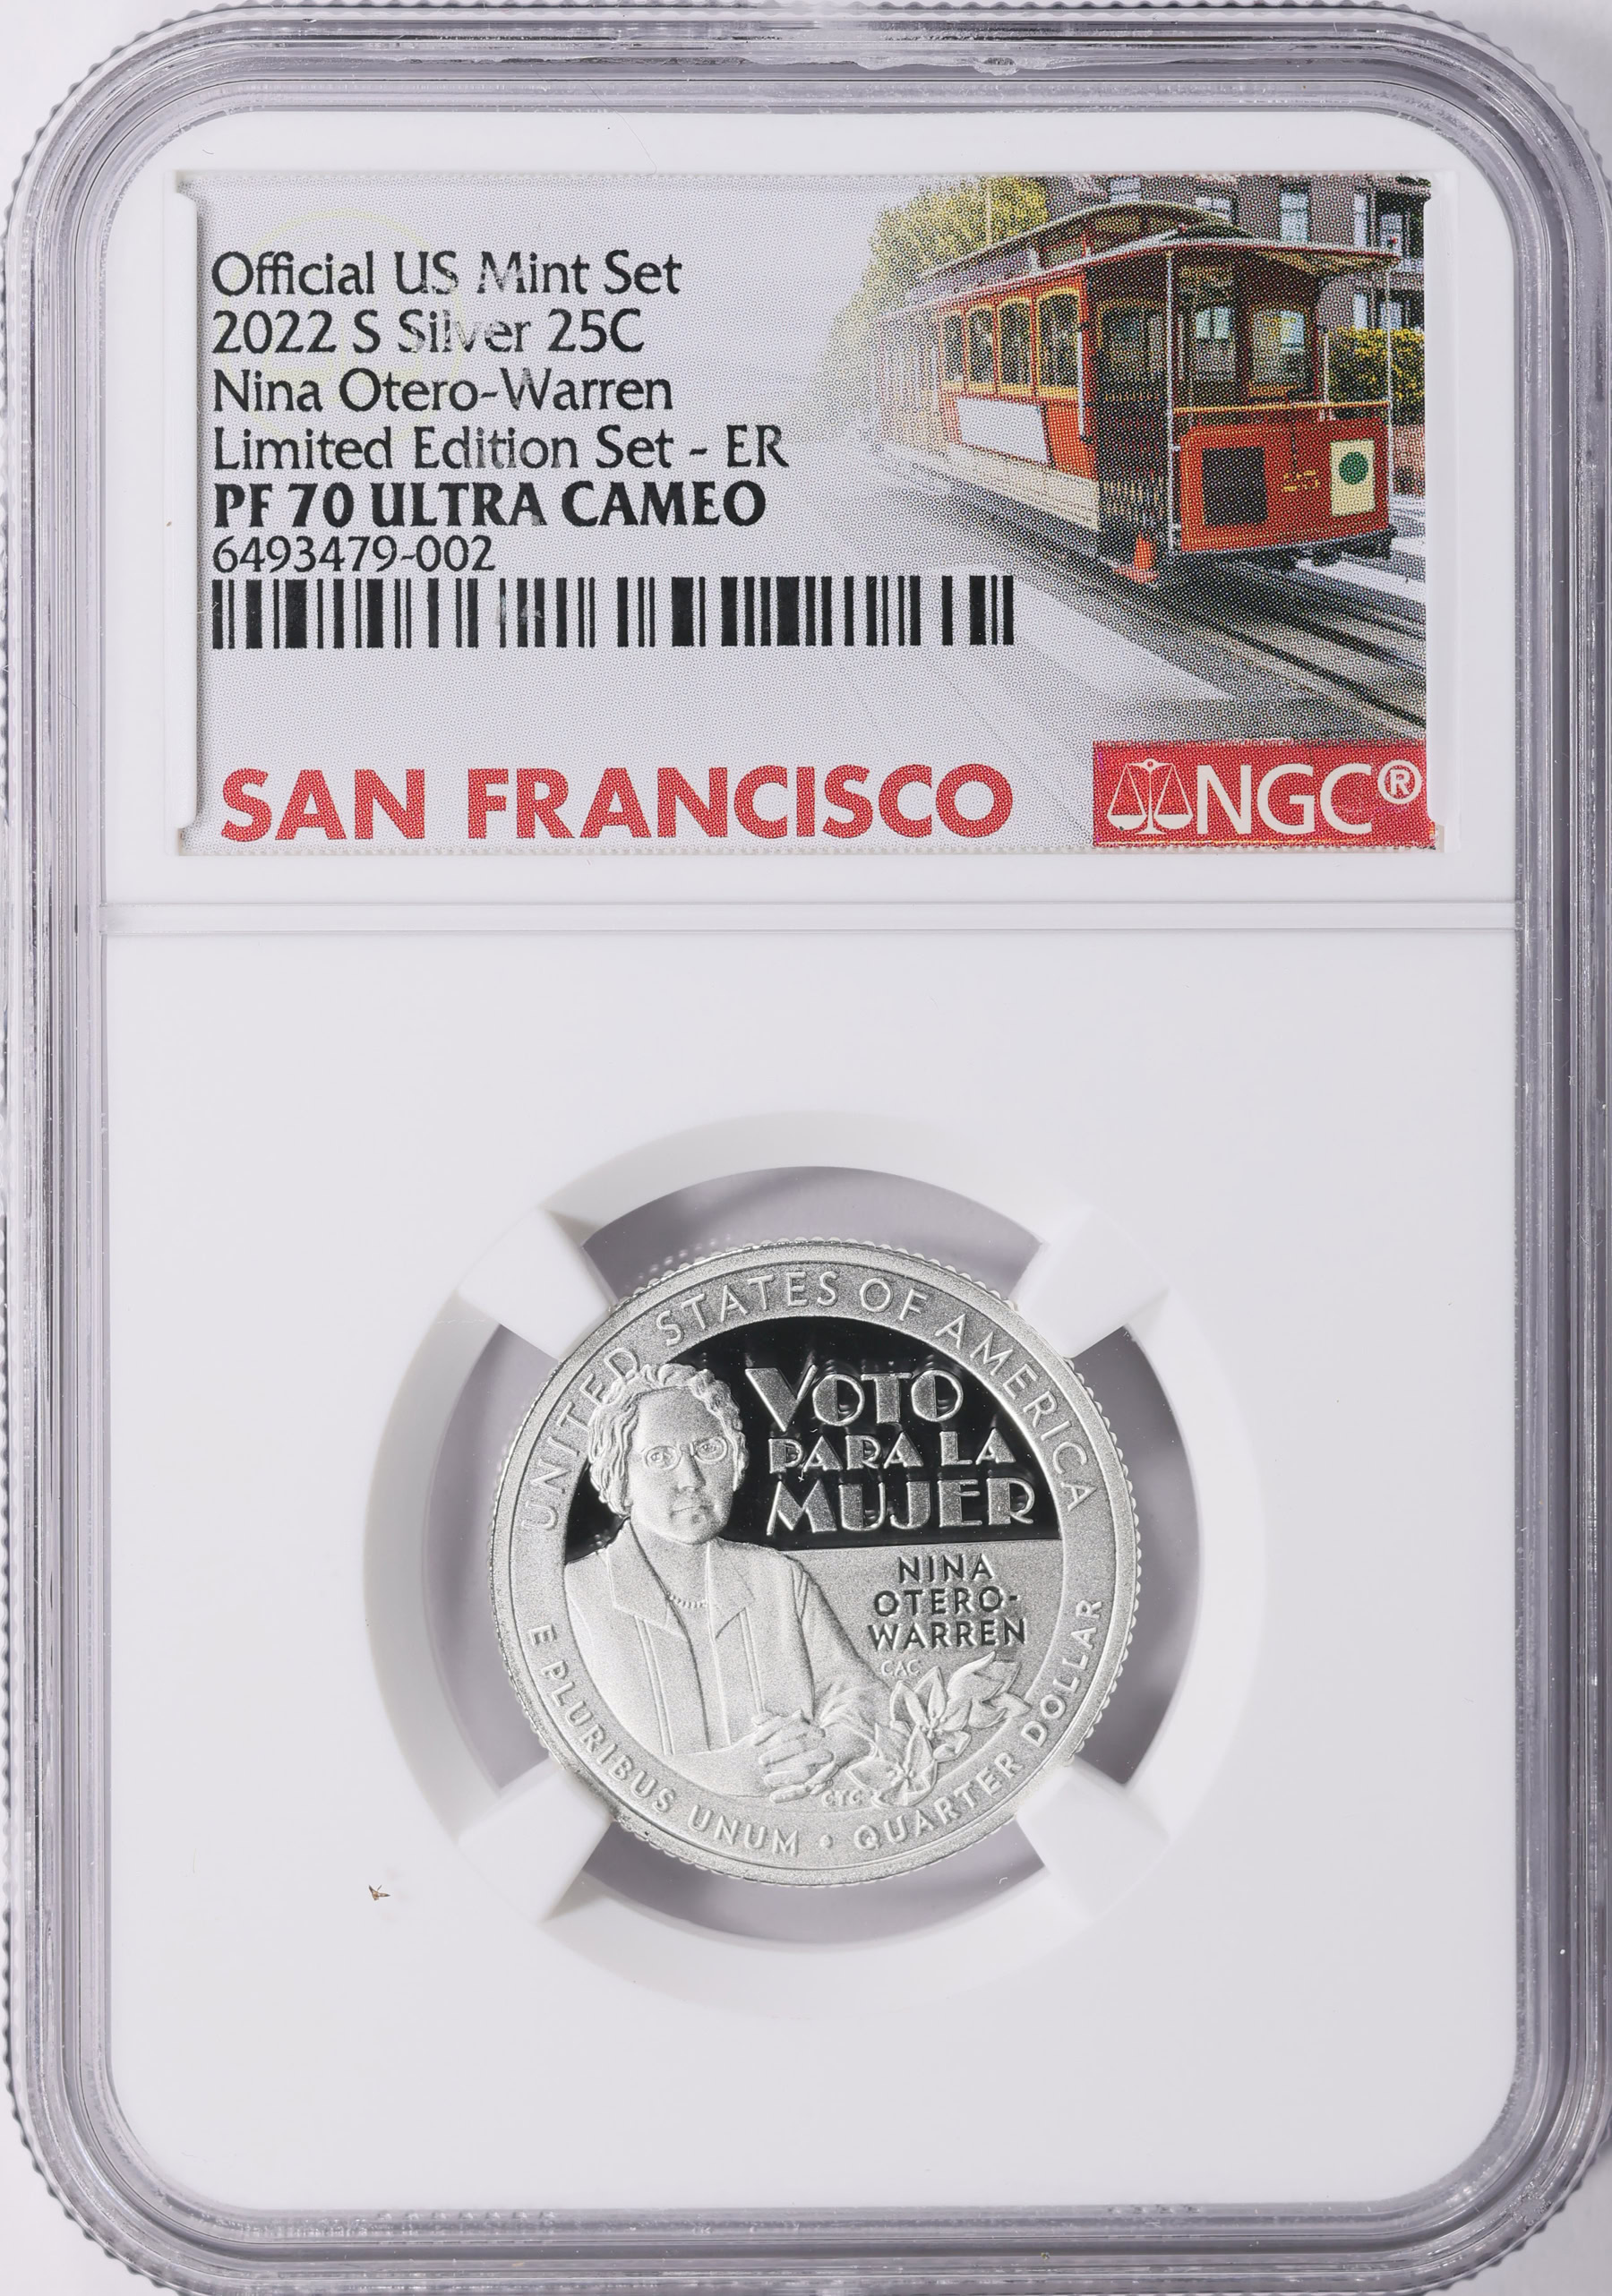 Official US Mint Set
2022 S Silver 25C
Nina Otero-Warren
Limited Edition Set - ER
PF 70 ULTRA CAMEO
6493479-002
SAN FRANCISCO
NGC®
UNITED STATES OF AMERICA
VOTO
PARA LA
MUJER
NINA
OTERO-
WARREN
CAC
CTC
E PLURIBUS UNUM • QUARTER DOLLAR